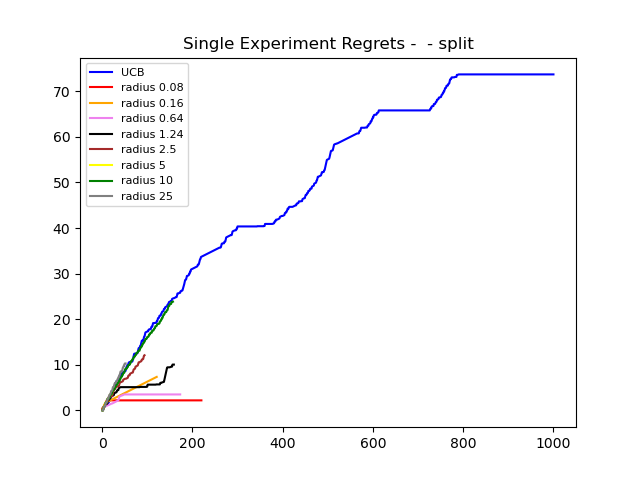 Single Experiment Regrets -  - split
UCB
radius 0.08
radius 0.16
radius 0.64
radius 1.24
radius 2.5
radius 5
radius 10
radius 25
70
60
50
40
30
20
10
0
0 200 400 600 800 1000